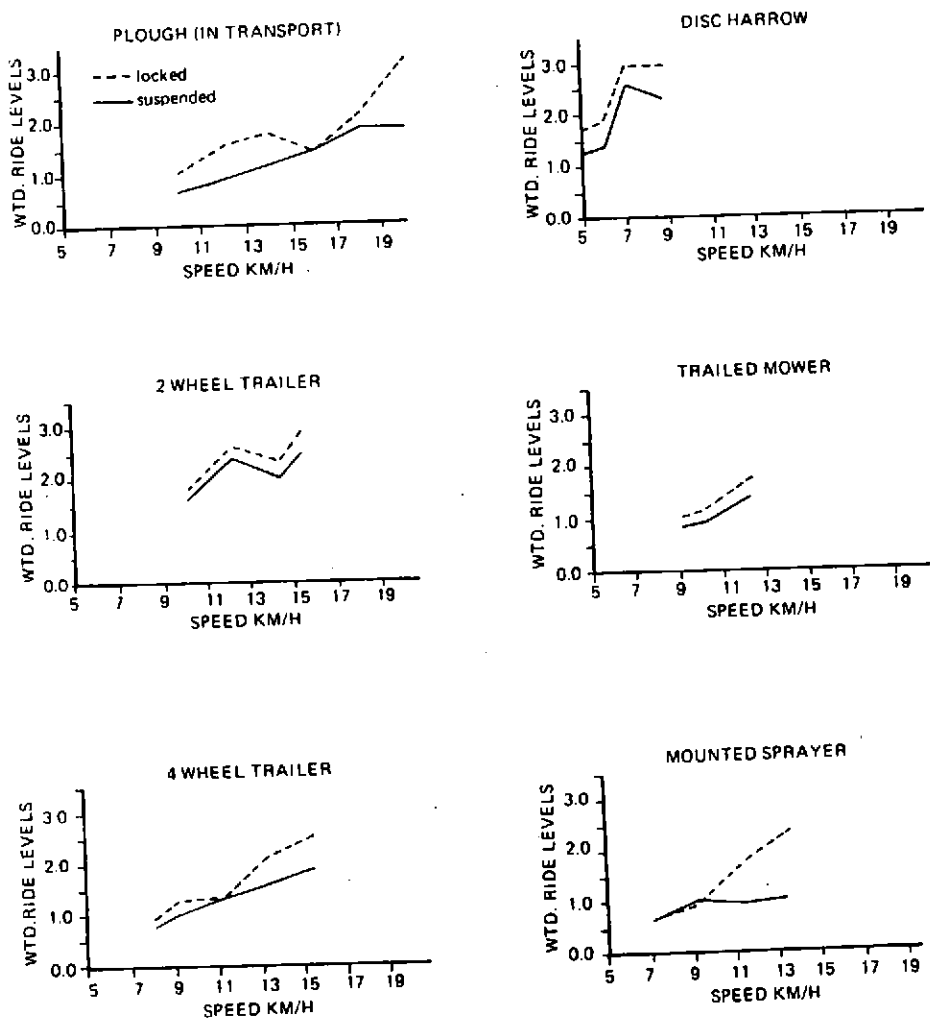 PLOUGH (IN TRANSPORT)
--- locked
— suspended
WTD. RIDE LEVELS
3.0
2.0
1.0
0.0
5 7 9 11 13 15 17 19
SPEED KM/H
DISC HARROW
WTD. RIDE LEVELS
3.0
2.0
1.0
0.0
5 7 9 11 13 15 17 19
SPEED KM/H
2 WHEEL TRAILER
WTD. RIDE LEVELS
3.0
2.0
1.0
0.0
5 7 9 11 13 15 17 19
SPEED KM/H
TRAILED MOWER
WTD. RIDE LEVELS
3.0
2.0
1.0
0.0
5 7 9 11 13 15 17 19
SPEED KM/H
4 WHEEL TRAILER
WTD.RIDE LEVELS
3.0
2.0
1.0
0.0
5 7 9 11 13 15 17 19
SPEED KM/H
MOUNTED SPRAYER
WTD. RIDE LEVELS
3.0
2.0
1.0
0.0
5 7 9 11 13 15 17 19
SPEED KM/H